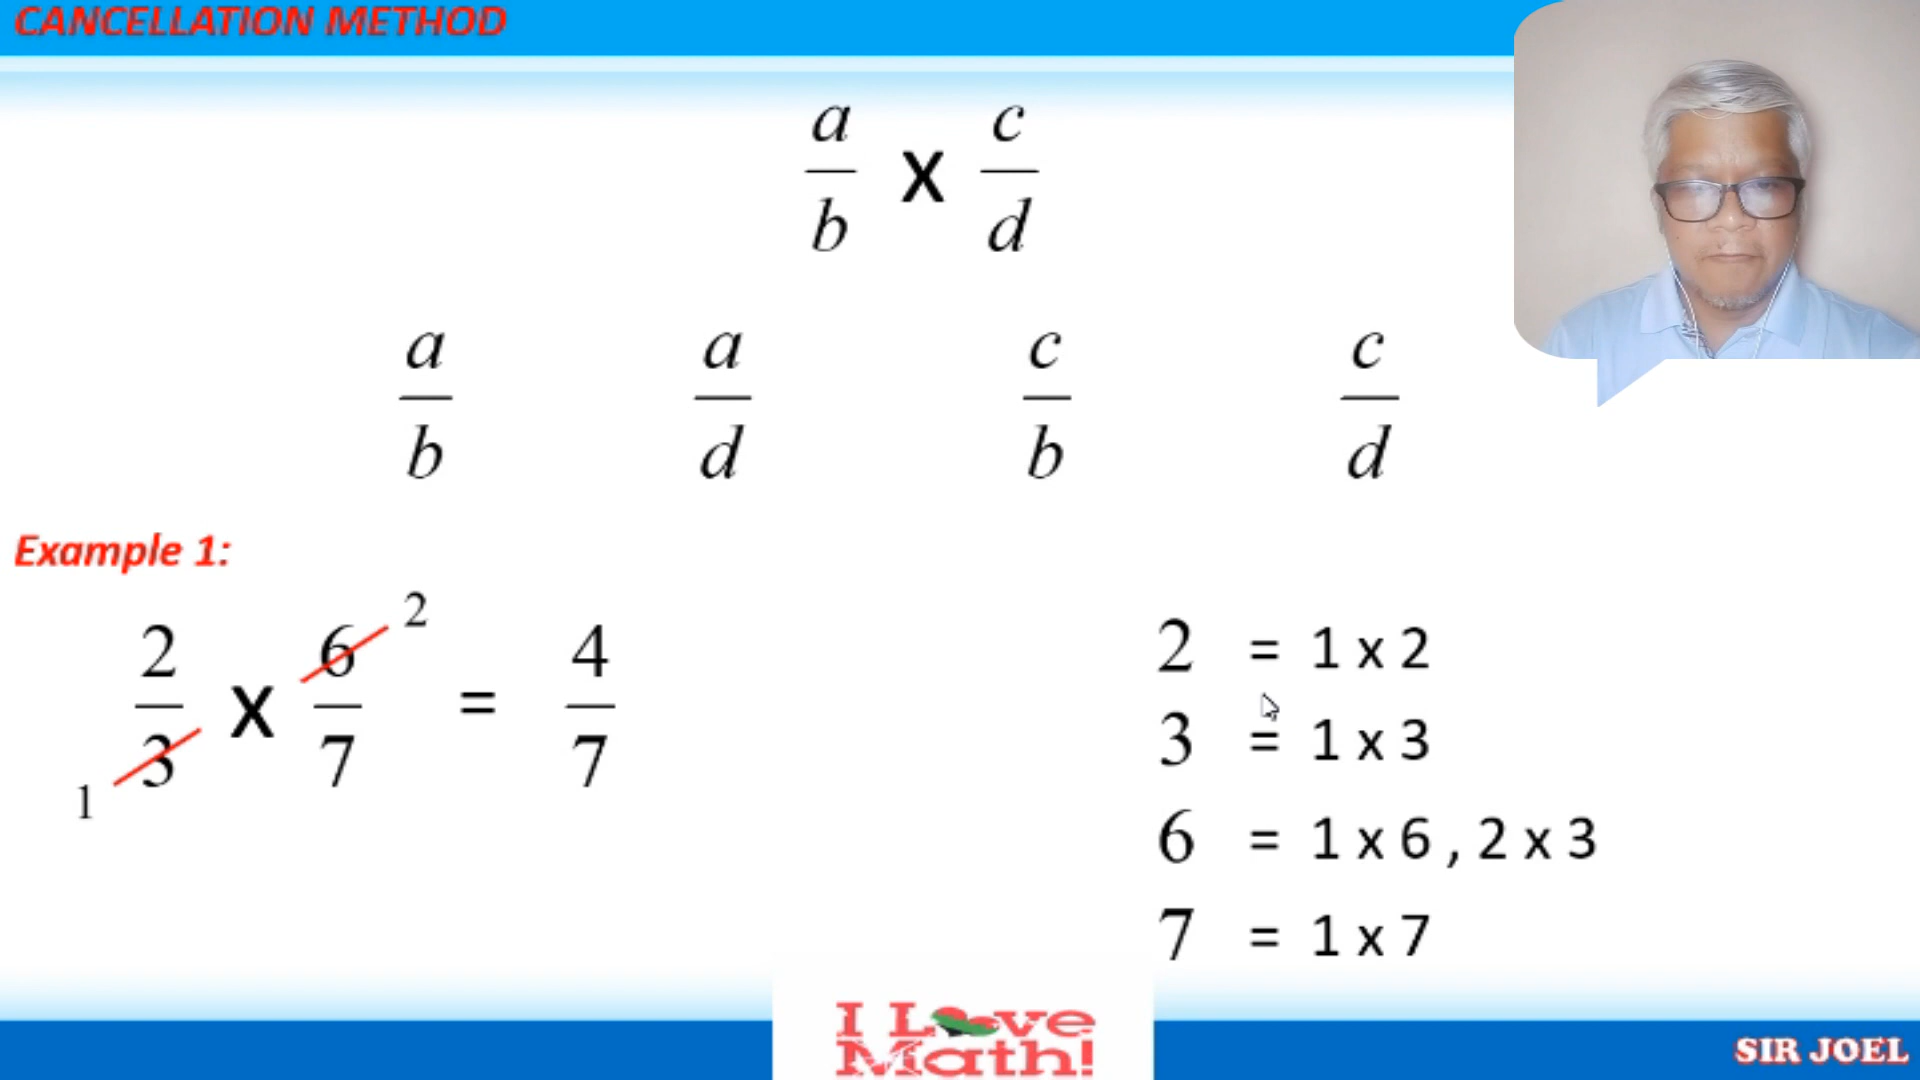 CANCELLATION METHOD
a/b X c/d
a/b a/d c/b c/d
Example 1:
2/3 X 6/7 = 4/7
2
1
2 = 1 x 2
3 = 1 x 3
6 = 1 x 6 , 2 x 3
7 = 1 x 7
I Love
Math!
SIR JOEL